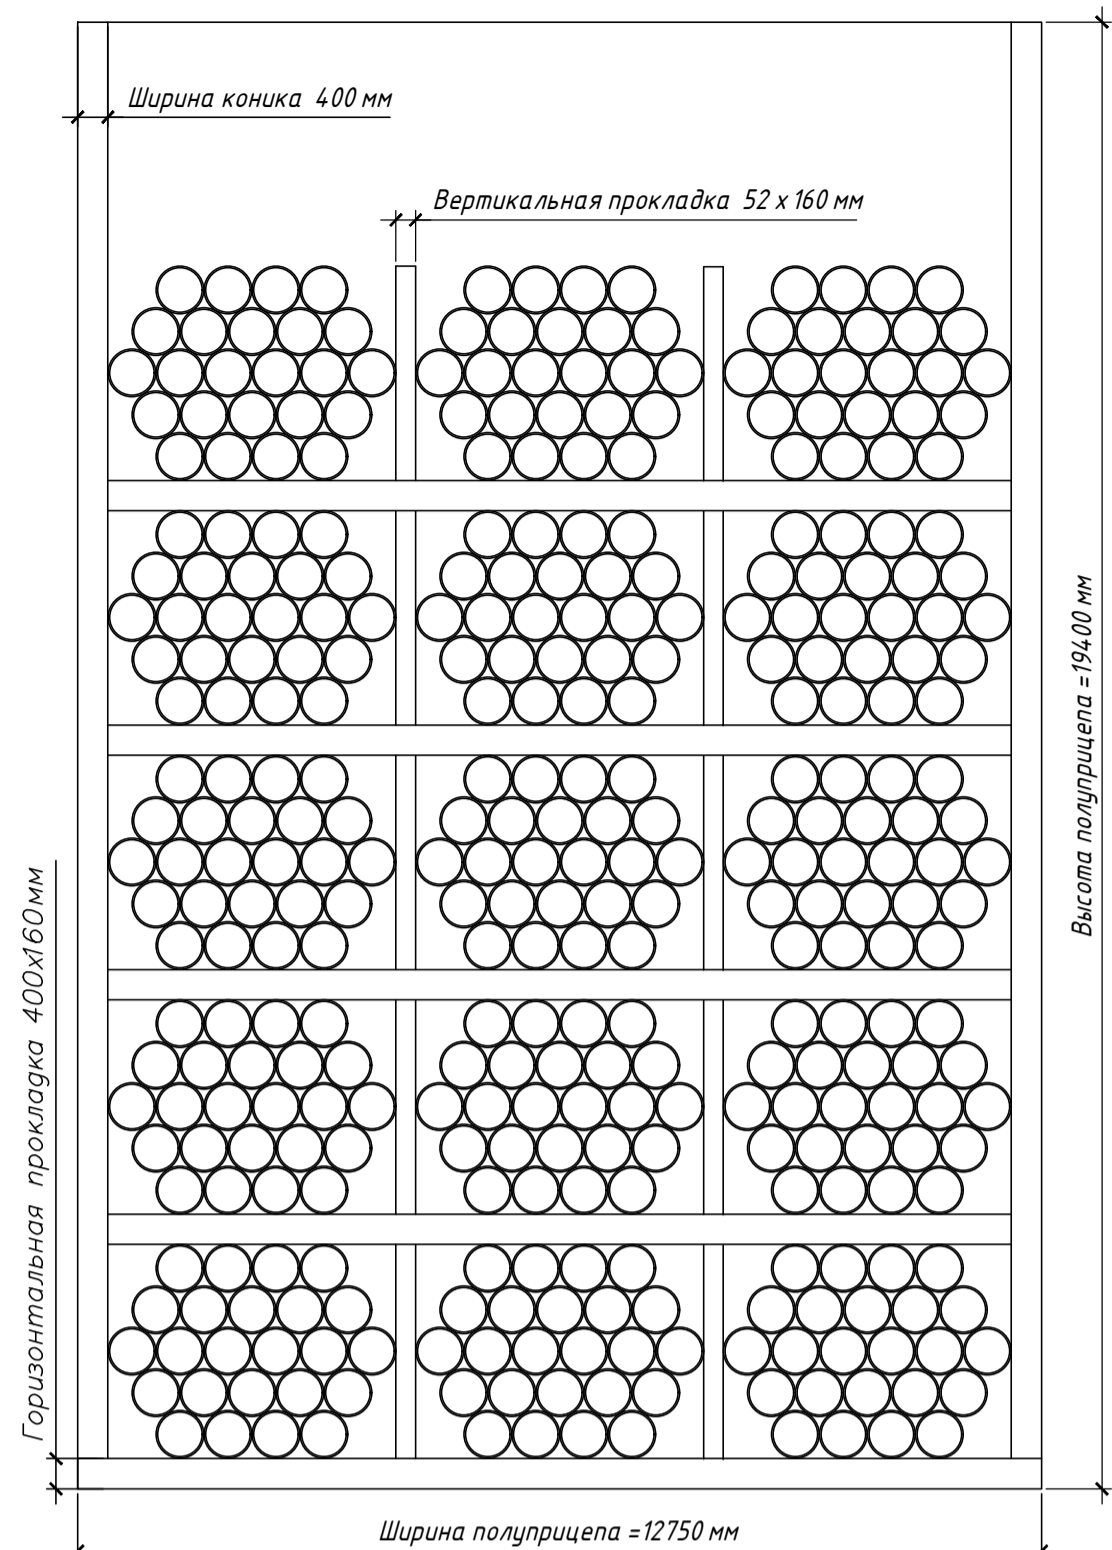 Ширина коника 400 мм
Вертикальная прокладка 52 x 160 мм
Высота полуприцепа =19400 мм
Горизонтальная прокладка 400x160мм
Ширина полуприцепа =12750 мм